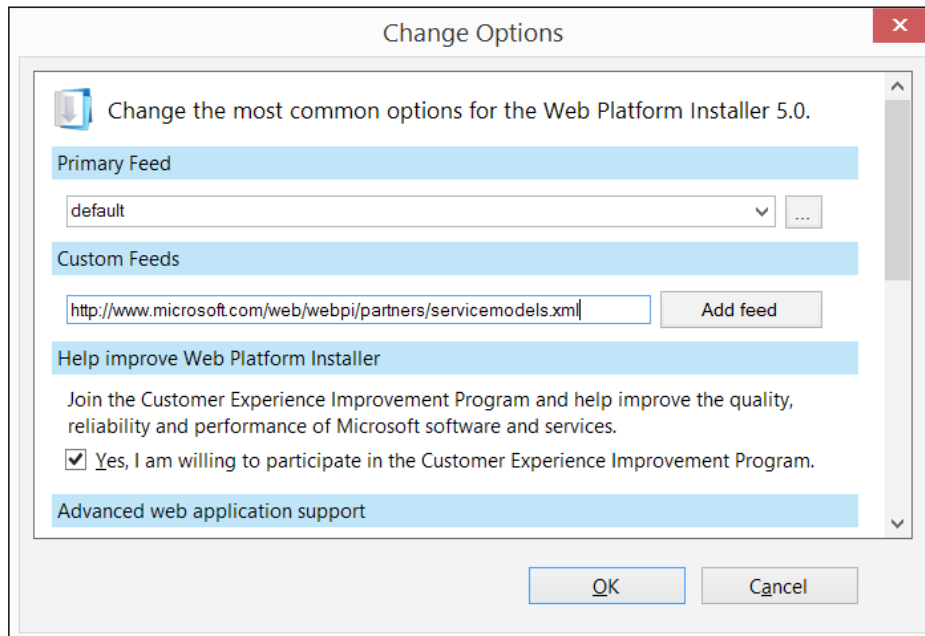 Change Options
Change the most common options for the Web Platform Installer 5.0.
Primary Feed
default
...
Custom Feeds
http://www.microsoft.com/web/webpi/partners/servicemodels.xml
Add feed
Help improve Web Platform Installer
Join the Customer Experience Improvement Program and help improve the quality,
reliability and performance of Microsoft software and services.
Yes, I am willing to participate in the Customer Experience Improvement Program.
Advanced web application support
OK
Cancel